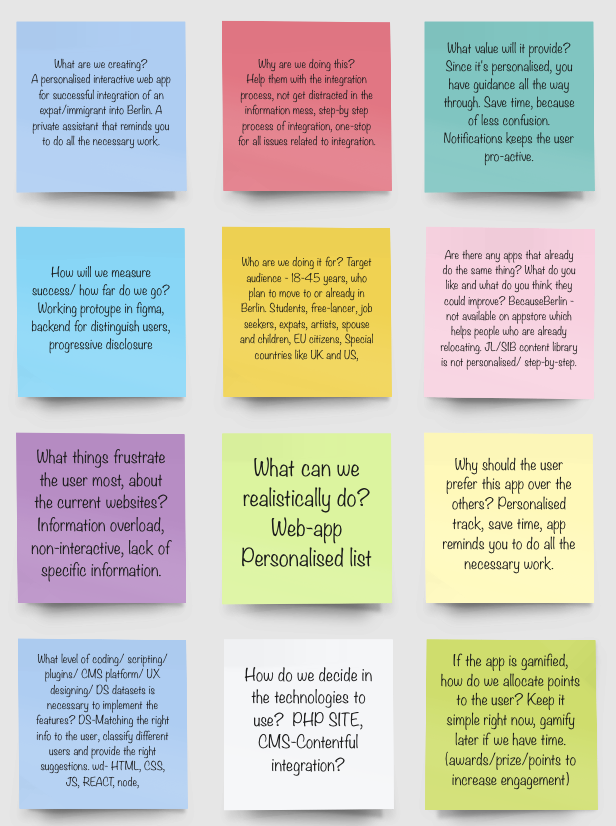 What are we creating?
A personalised interactive web app
for successful integration of an
expat/immigrant into Berlin. A
private assistant that reminds you
to do all the necessary work.
Why are we doing this?
Help them with the integration
process, not get distracted in the
information mess, step-by step
process of integration, one-stop
for all issues related to integration.
What value will it provide?
Since it's personalised, you
have guidance all the way
through. Save time, because
of less confusion.
Notifications keeps the user
pro-active.
How will we measure
success/ how far do we go?
Working protoype in figma,
backend for distinguish users,
progressive disclosure
Who are we doing it for? Target
audience - 18-45 years, who
plan to move to or already in
Berlin. Students, free-lancer, job
seekers, expats, artists, spouse
and children, EU citizens, Special
countries like UK and US,
Are there any apps that already
do the same thing? What do you
like and what do you think they
could improve? BecauseBerlin -
not available on appstore which
helps people who are already
relocating. JL/SIB content library
is not personalised/ step-by-step.
What things frustrate
the user most, about
the current websites?
Information overload,
non-interactive, lack of
specific information.
What can we
realistically do?
Web-app
Personalised list
Why should the user
prefer this app over the
others? Personalised
track, save time, app
reminds you to do all the
necessary work.
What level of coding/ scripting/
plugins/ CMS platform/ UX
designing/ DS datasets is
necessary to implement the
features? DS-Matching the right
info to the user, classify different
users and provide the right
suggestions. wd- HTML, CSS,
JS, REACT, node,
How do we decide in
the technologies to
use? PHP SITE,
CMS-Contentful
integration?
If the app is gamified,
how do we allocate points
to the user? Keep it
simple right now, gamify
later if we have time.
(awards/prize/points to
increase engagement)